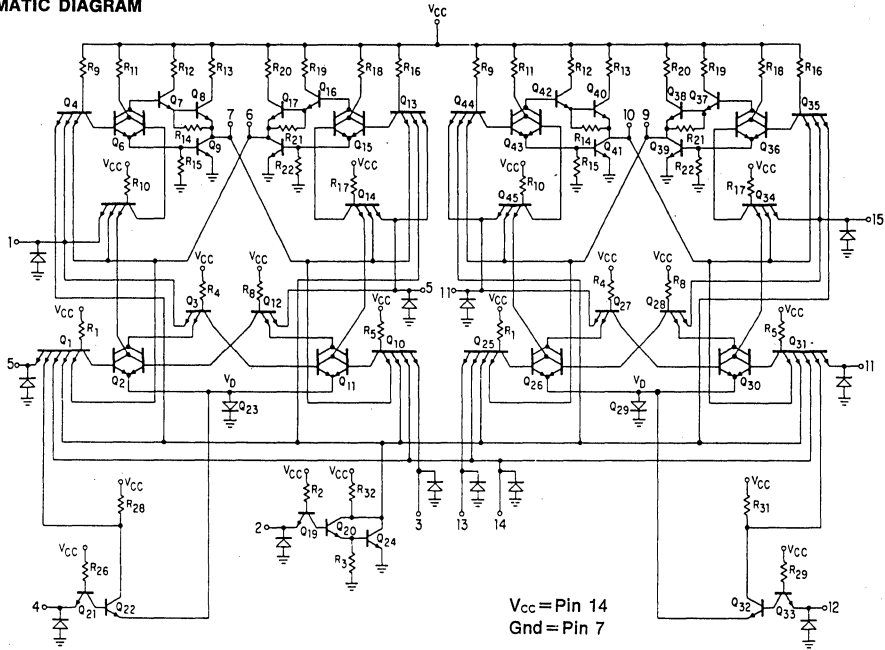 MATIC DIAGRAM
VCC
R9 R11 R12 R13 R20 R19 R18 R16 R9 R11 R12 R13 R20 R19 R18 R16
Q4 Q7 Q8 Q17 Q16 Q13 Q44 Q42 Q40 Q38 Q37 Q35
7 6 10 9
Q6 R14 Q9 R21 Q15 Q43 R14 Q41 Q39 R21 Q36
R15 R22 R15 R22
VCC R10 VCC R17 Q14 VCC R10 Q45 VCC R17 Q34
1 15
VCC R4 Q3 VCC R8 Q12 5 11 VCC R4 Q27 VCC R8 Q28
VCC R1 Q1 VCC R5 Q10 VCC R1 Q25 VCC R5 Q31
5 Q2 Q11 Q26 Q30 11
VD Q23 VD Q29
VCC R28 VCC R2 VCC R32 VCC R31
2 Q19 Q20 Q24 3 13 14
R3
VCC R26 VCC R29
4 Q21 Q22 Q32 Q33 12
VCC = Pin 14
Gnd = Pin 7